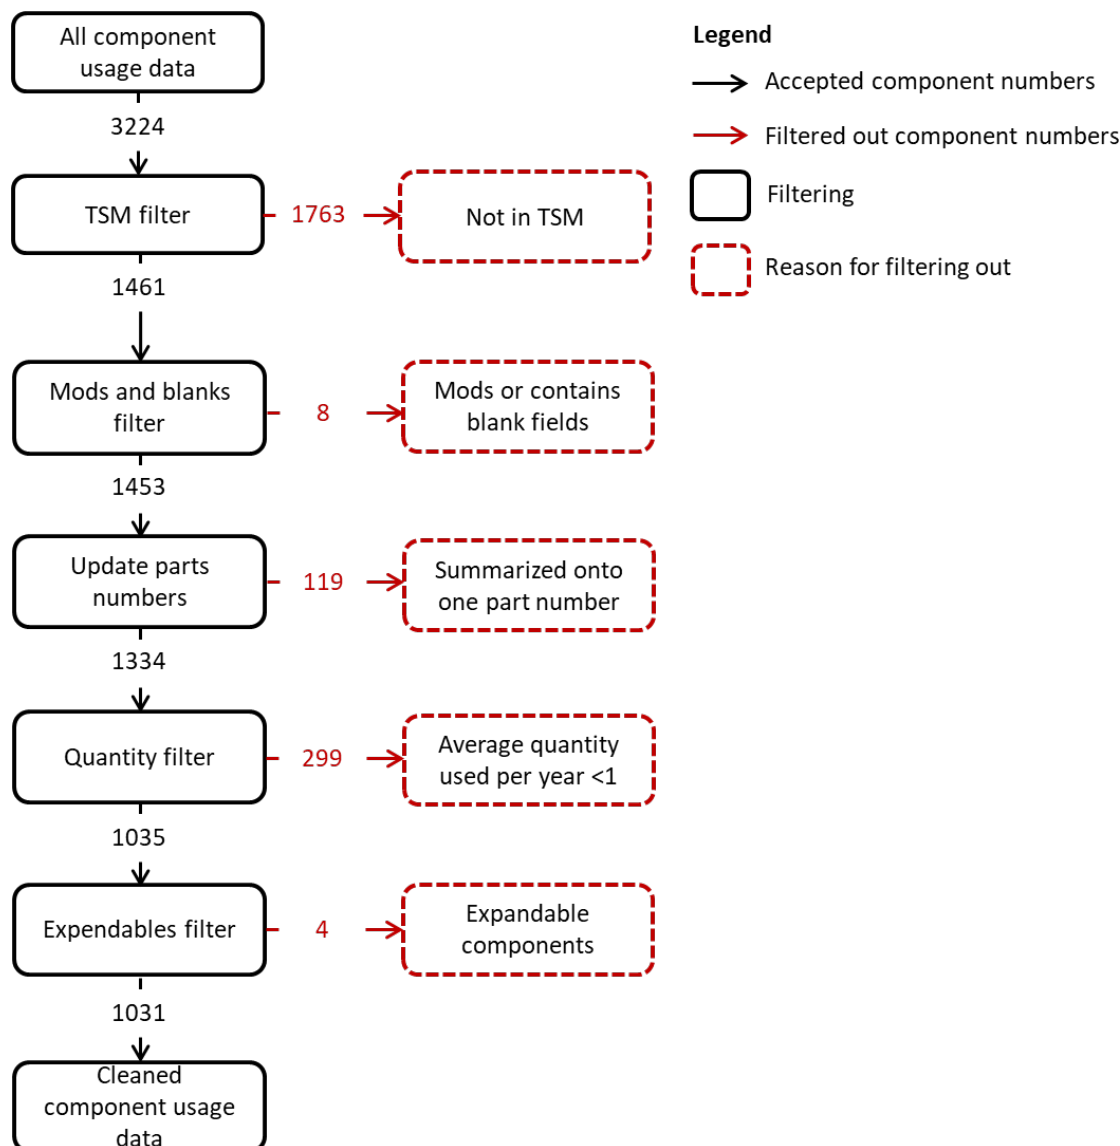 All component
usage data
3224
TSM filter
1763
Not in TSM
1461
Mods and blanks
filter
8
Mods or contains
blank fields
1453
Update parts
numbers
119
Summarized onto
one part number
1334
Quantity filter
299
Average quantity
used per year <1
1035
Expendables filter
4
Expandable
components
1031
Cleaned
component usage
data
Legend
Accepted component numbers
Filtered out component numbers
Filtering
Reason for filtering out